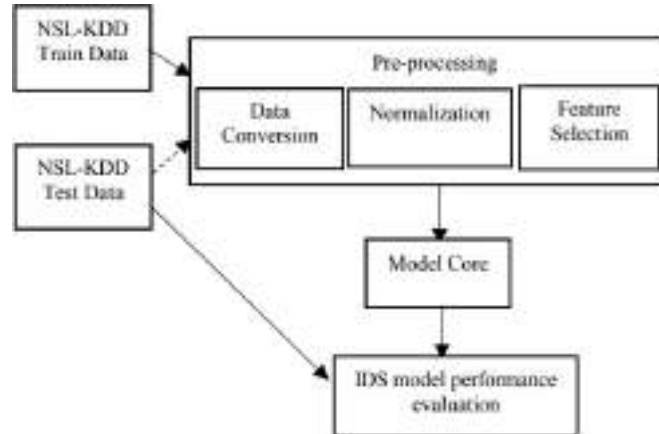 NSL-KDD
Train Data
Pre-processing
Data
Conversion
Normalization
Feature
Selection
NSL-KDD
Test Data
Model Core
IDS model performance
evaluation